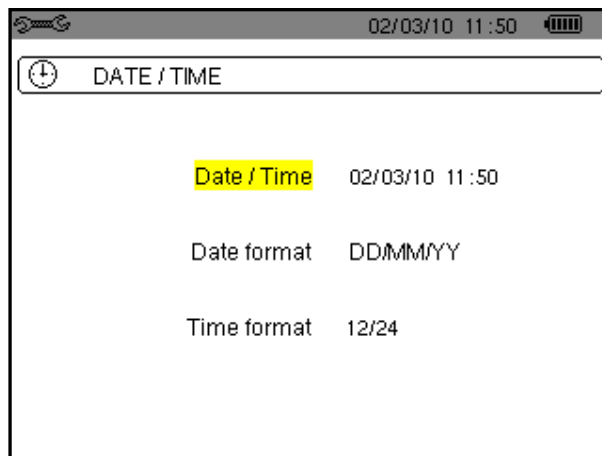 02/03/10 11:50
DATE / TIME
Date / Time 02/03/10 11:50
Date format DD/MM/YY
Time format 12/24